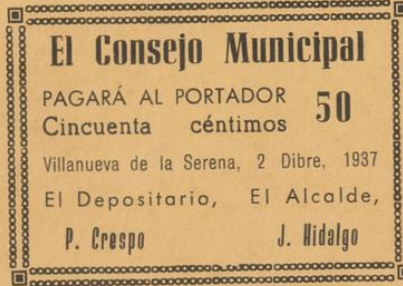 El Consejo Municipal
PAGARÁ AL PORTADOR 50
Cincuenta céntimos
Villanueva de la Serena, 2 Dibre, 1937
El Depositario, El Alcalde,
P. Crespo J. Hidalgo